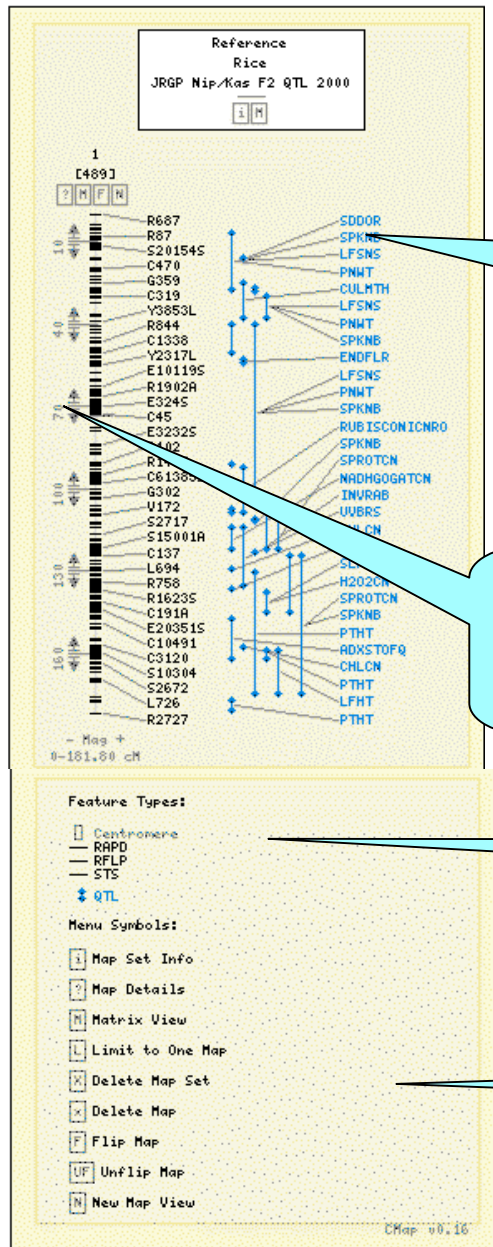 Reference
Rice
JRGP Nip/Kas F2 QTL 2000
i M
1
[489]
? M F N
10
40
70
100
130
160
R687
R87
S20154S
C470
G359
C319
Y3853L
R844
C1338
Y2317L
E10119S
R1902A
E324S
C45
E3232S
C61385
G302
V172
S2717
S15001A
C137
L694
R758
R1623S
C191A
E20351S
C10491
C3120
S10304
S2672
L726
R2727
SDDOR
SPKNB
LFSNS
PNWT
CULMTH
LFSNS
PNWT
SPKNB
ENDFLR
LFSNS
PNWT
SPKNB
RUBISCONICNRO
SPKNB
SPROTCN
NADHGOGATCN
INVRAB
UVBRS
H2O2CN
SPROTCN
SPKNB
PTHT
ADXSTOFQ
CHLCN
PTHT
LFHT
PTHT
- Mag +
0-181.80 cM
Feature Types:
Centromere
RAPD
RFLP
STS
QTL
Menu Symbols:
i Map Set Info
? Map Details
M Matrix View
L Limit to One Map
X Delete Map Set
x Delete Map
F Flip Map
UF Unflip Map
N New Map View
CMap v0.16